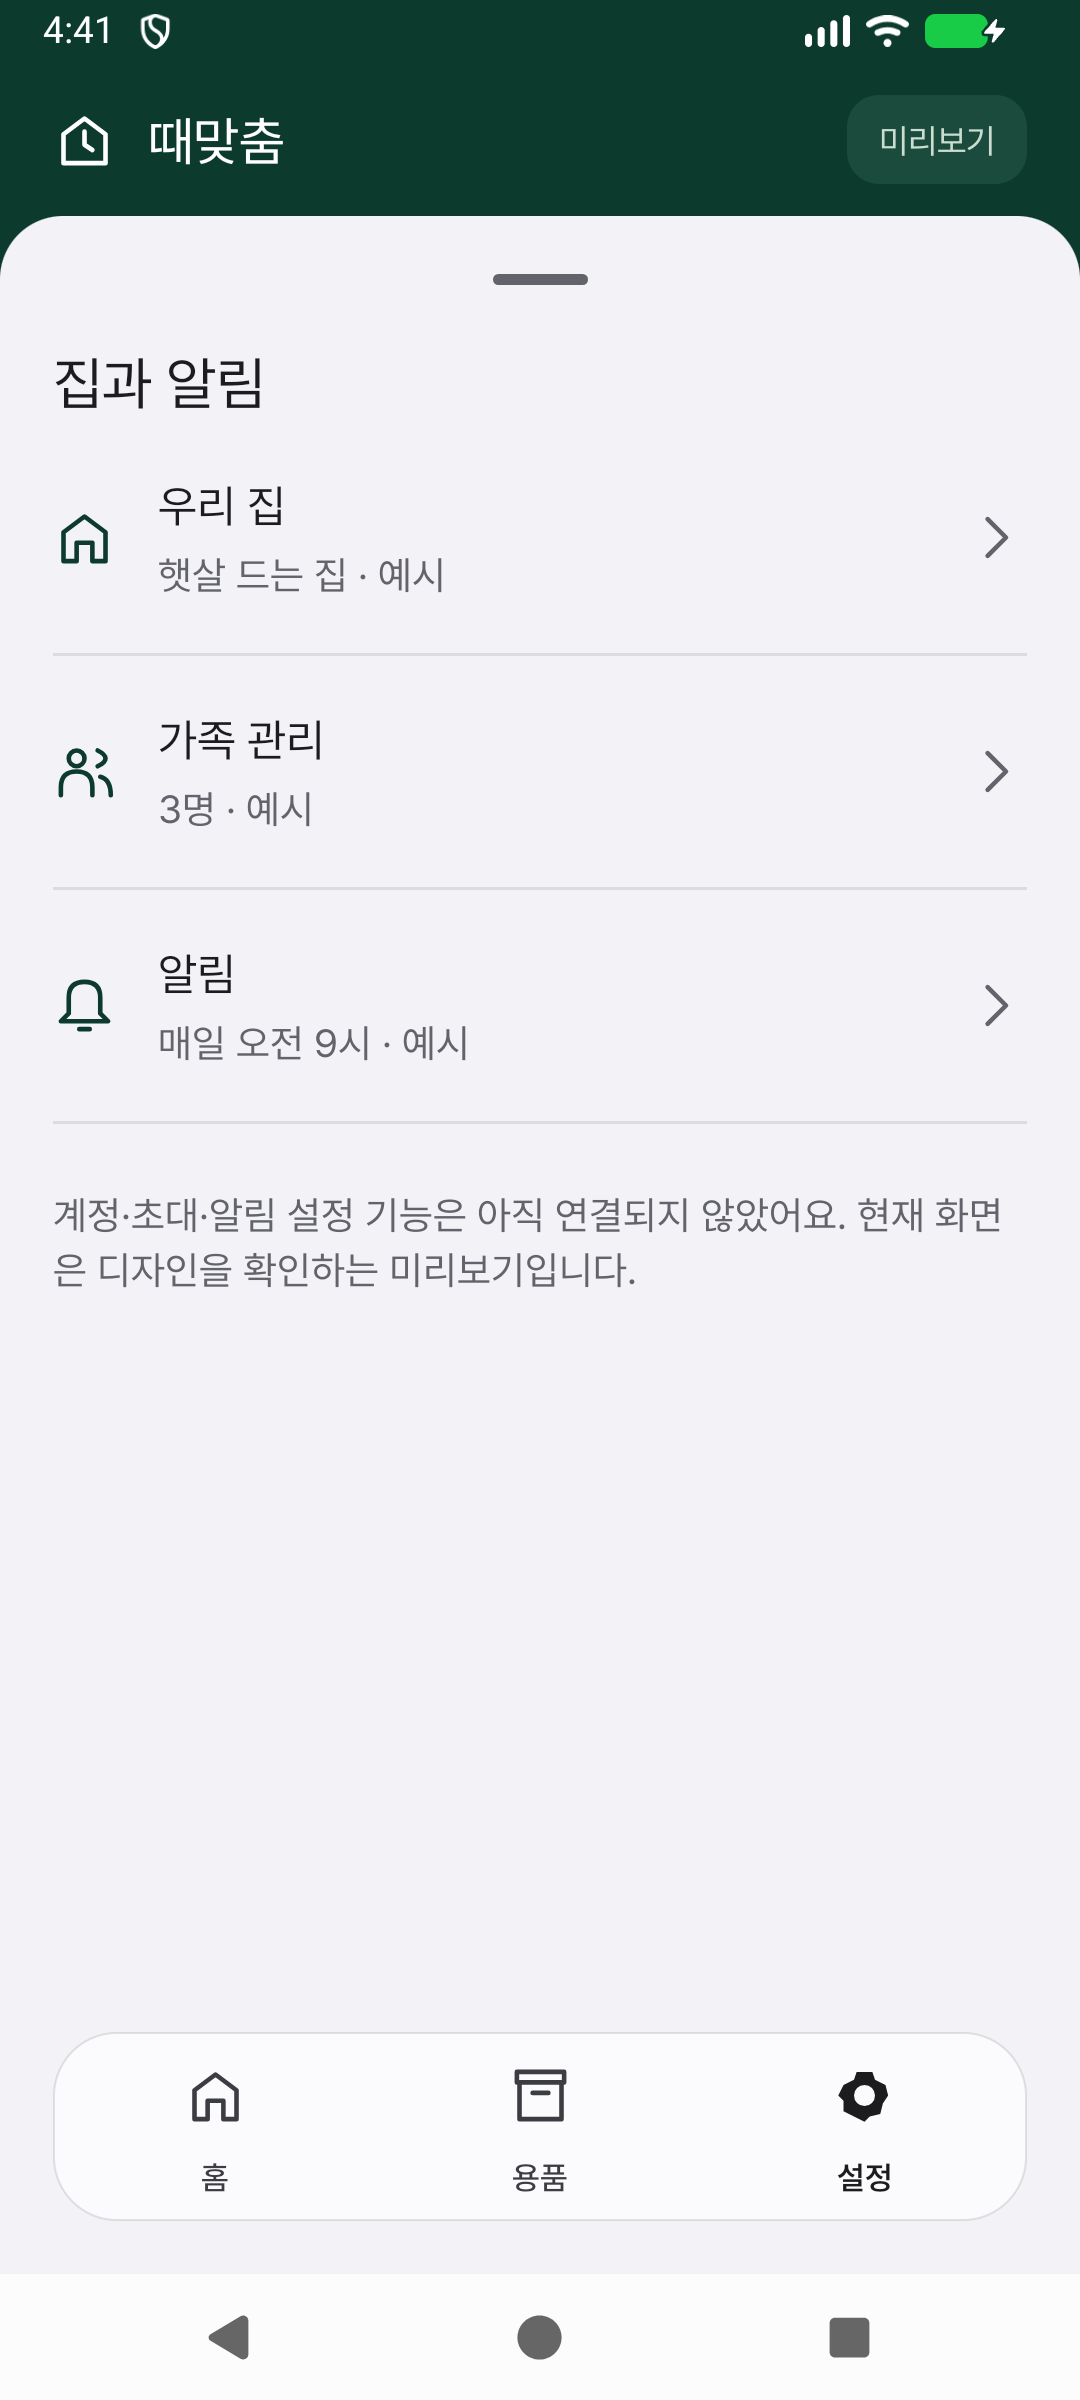 4:41
때맞춤
미리보기
집과 알림
우리 집
햇살 드는 집 · 예시
가족 관리
3명 · 예시
알림
매일 오전 9시 · 예시
계정·초대·알림 설정 기능은 아직 연결되지 않았어요. 현재 화면
은 디자인을 확인하는 미리보기입니다.
홈
용품
설정